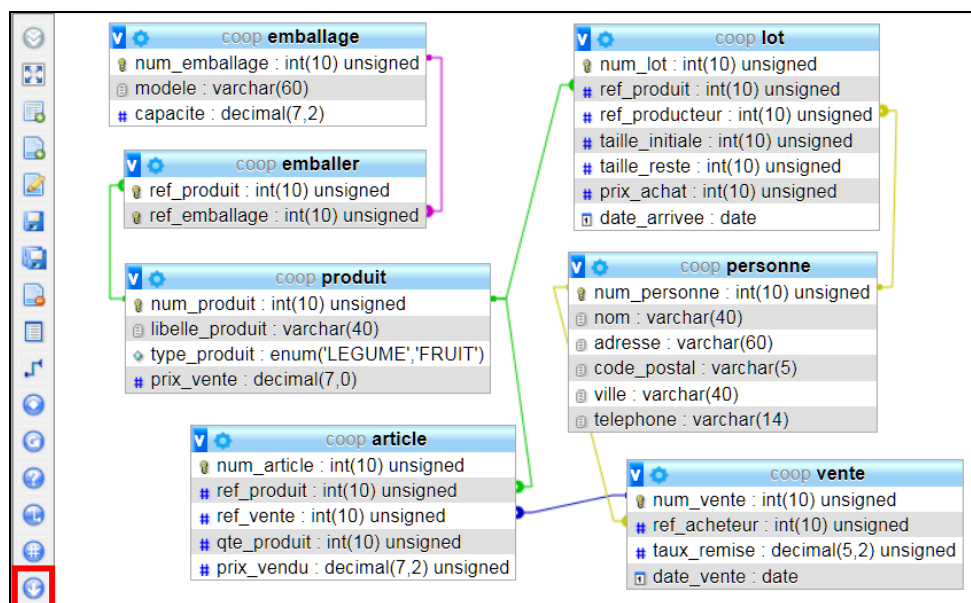 coop emballage
num_emballage : int(10) unsigned
modele : varchar(60)
capacite : decimal(7,2)
coop emballer
ref_produit : int(10) unsigned
ref_emballage : int(10) unsigned
coop produit
num_produit : int(10) unsigned
libelle_produit : varchar(40)
type_produit : enum('LEGUME','FRUIT')
prix_vente : decimal(7,0)
coop article
num_article : int(10) unsigned
ref_produit : int(10) unsigned
ref_vente : int(10) unsigned
qte_produit : int(10) unsigned
prix_vendu : decimal(7,2) unsigned
coop lot
num_lot : int(10) unsigned
ref_produit : int(10) unsigned
ref_producteur : int(10) unsigned
taille_initiale : int(10) unsigned
taille_reste : int(10) unsigned
prix_achat : int(10) unsigned
date_arrivee : date
coop personne
num_personne : int(10) unsigned
nom : varchar(40)
adresse : varchar(60)
code_postal : varchar(5)
ville : varchar(40)
telephone : varchar(14)
coop vente
num_vente : int(10) unsigned
ref_acheteur : int(10) unsigned
taux_remise : decimal(5,2) unsigned
date_vente : date